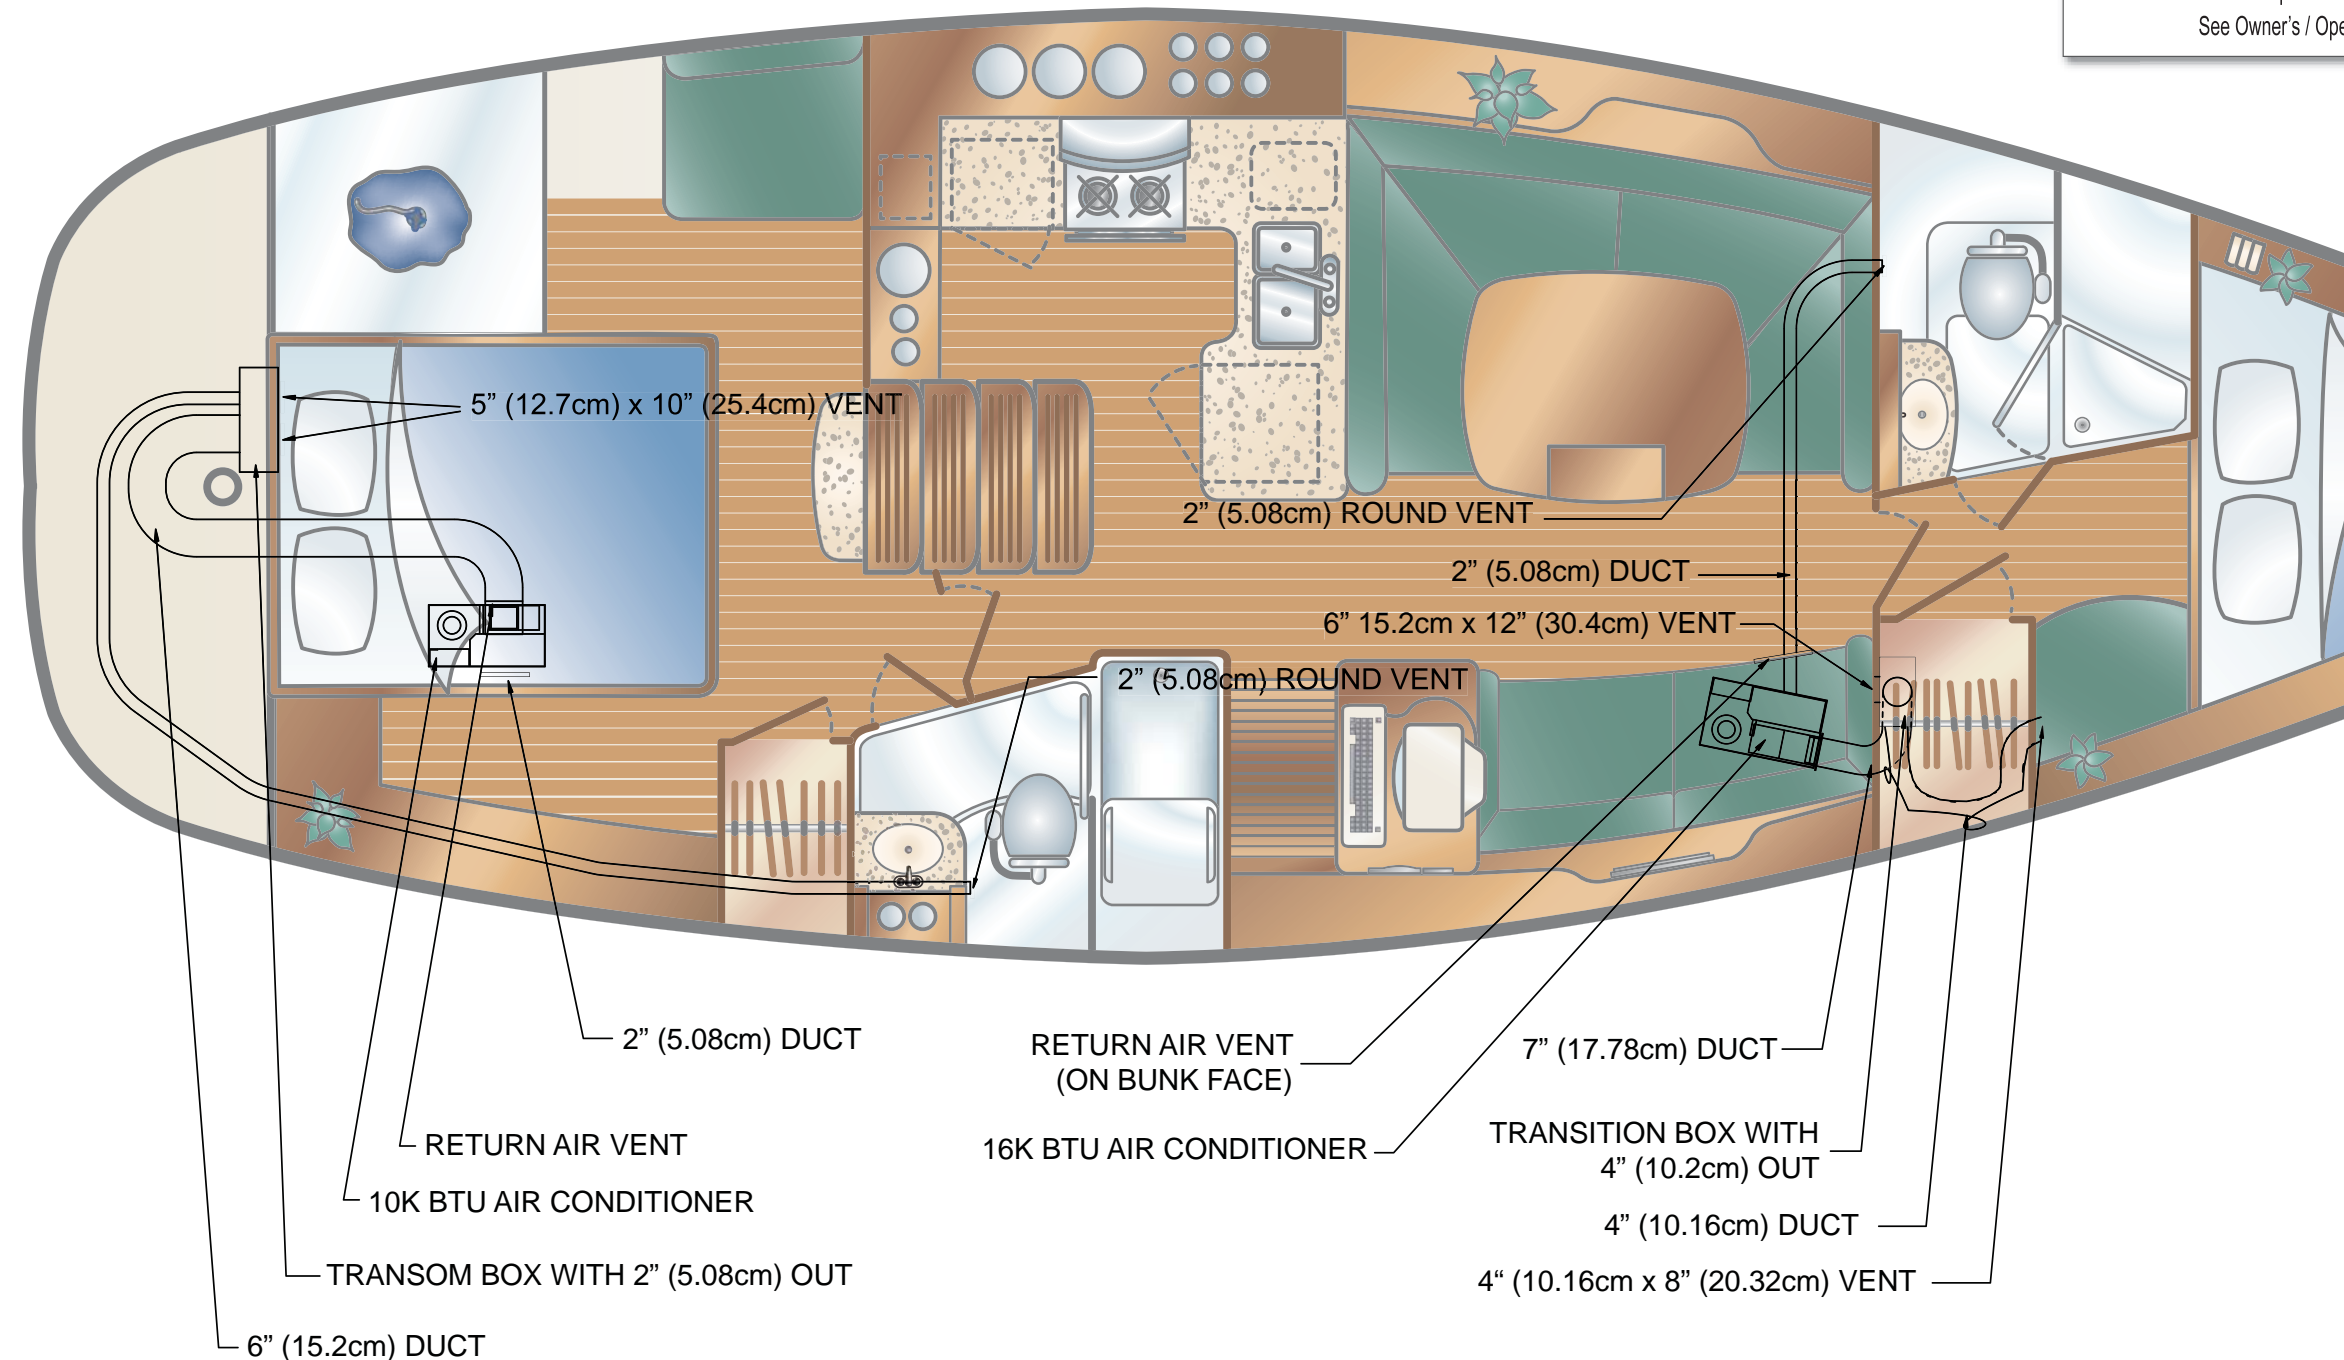 See Owner’s / Ope
5” (12.7cm) x 10” (25.4cm) VENT
2” (5.08cm) ROUND VENT
2” (5.08cm) DUCT
6” 15.2cm x 12” (30.4cm) VENT
2” (5.08cm) ROUND VENT
2” (5.08cm) DUCT
RETURN AIR VENT
(ON BUNK FACE)
7” (17.78cm) DUCT
RETURN AIR VENT
16K BTU AIR CONDITIONER
TRANSITION BOX WITH
4” (10.2cm) OUT
10K BTU AIR CONDITIONER
4” (10.16cm) DUCT
TRANSOM BOX WITH 2” (5.08cm) OUT
4“ (10.16cm x 8” (20.32cm) VENT
6” (15.2cm) DUCT